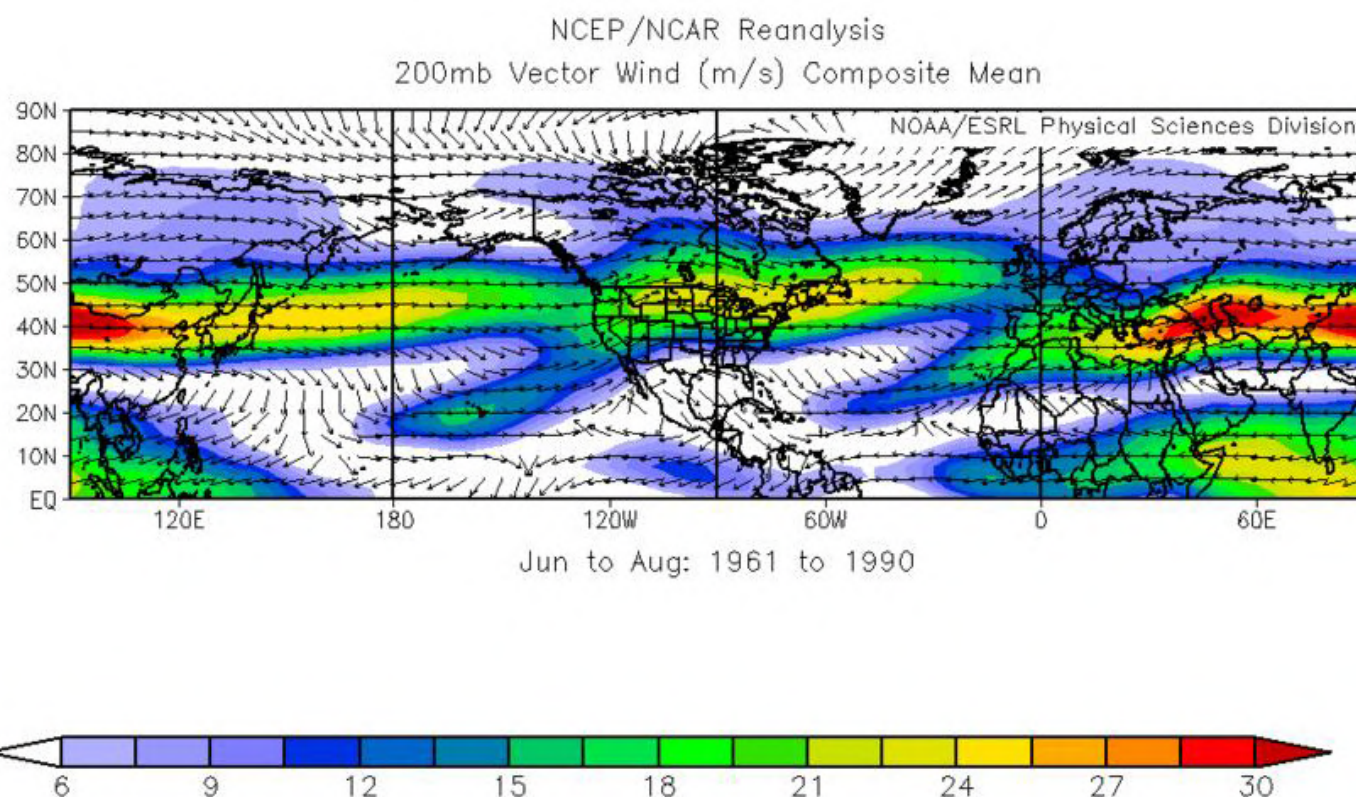 NCEP/NCAR Reanalysis
200mb Vector Wind (m/s) Composite Mean
90N
NOAA/ESRL Physical Sciences Division
80N
70N
60N
50N
40N
30N
20N
10N
EQ
120E 180 120W 60W 0 60E
Jun to Aug: 1961 to 1990
6 9 12 15 18 21 24 27 30